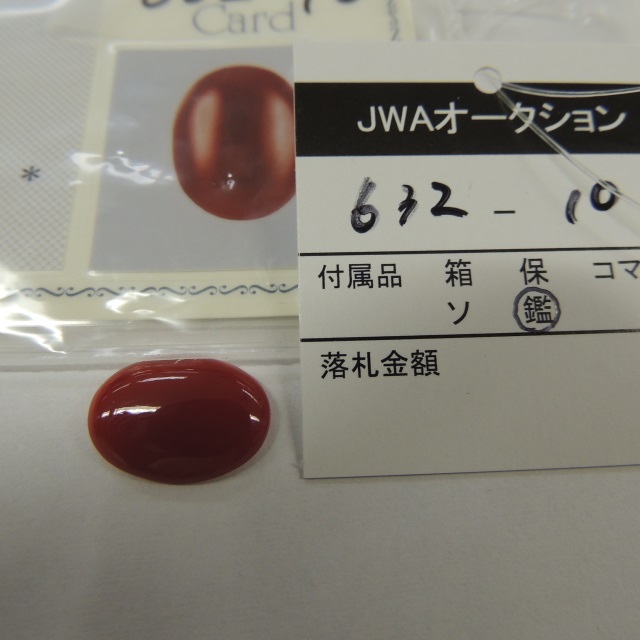 Card
*
JWAオークション
632 - 10
付属品 箱 保 コマ
ソ 鑑
落札金額